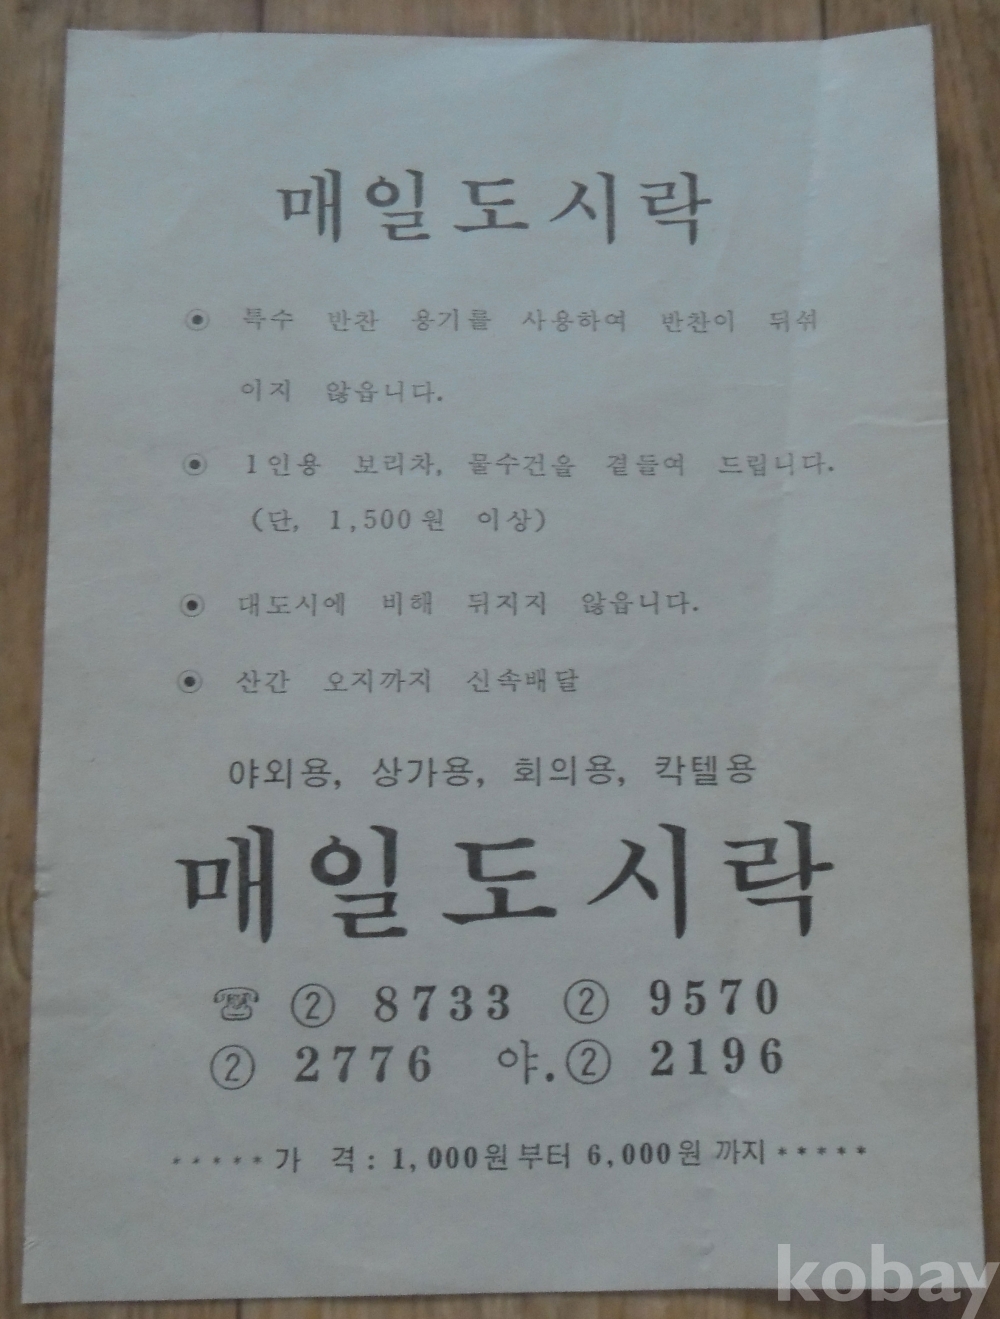 매일도시락
◉ 특수 반찬 용기를 사용하여 반찬이 뒤섞
이지 않읍니다.
◉ 1인용 보리차, 물수건을 곁들여 드립니다.
(단, 1,500원 이상)
◉ 대도시에 비해 뒤지지 않읍니다.
◉ 산간 오지까지 신속배달
야외용, 상가용, 회의용, 칵텔용
매일도시락
☎ ② 8733 ② 9570
② 2776 야.② 2196
*****가 격: 1,000원부터 6,000원 까지*****
kobay